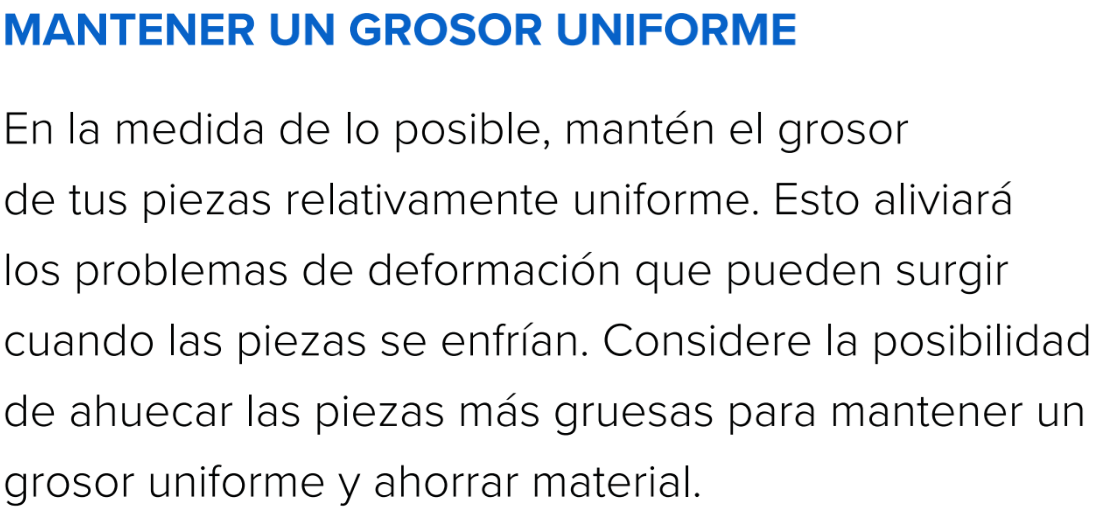 MANTENER UN GROSOR UNIFORME
En la medida de lo posible, mantén el grosor
de tus piezas relativamente uniforme. Esto aliviará
los problemas de deformación que pueden surgir
cuando las piezas se enfrían. Considere la posibilidad
de ahuecar las piezas más gruesas para mantener un
grosor uniforme y ahorrar material.